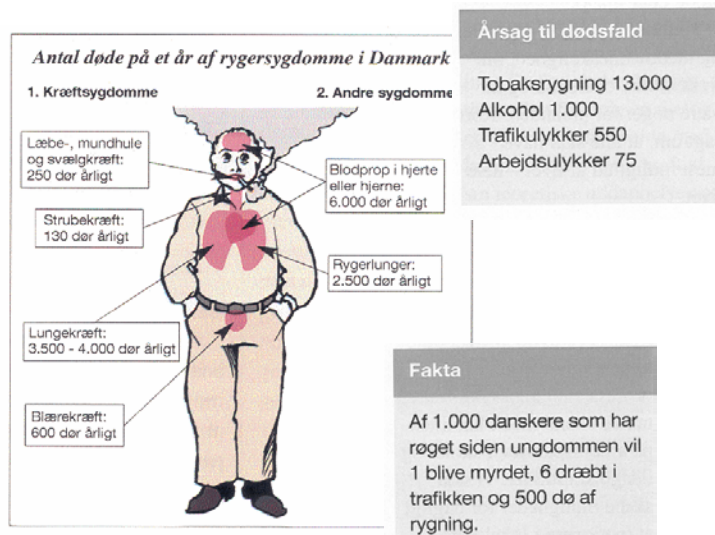 Antal døde på et år af rygersygdomme i Danmark
1. Kræftsygdomme
2. Andre sygdomme
Læbe-, mundhule
og svælgkræft:
250 dør årligt
Strubekræft:
130 dør årligt
Lungekræft:
3.500 - 4.000 dør årligt
Blærekræft:
600 dør årligt
Blodprop i hjerte
eller hjerne:
6.000 dør årligt
Rygerlunger:
2.500 dør årligt
Årsag til dødsfald
Tobaksrygning 13.000
Alkohol 1.000
Trafikulykker 550
Arbejdsulykker 75
Fakta
Af 1.000 danskere som har
røget siden ungdommen vil
1 blive myrdet, 6 dræbt i
trafikken og 500 dø af
rygning.